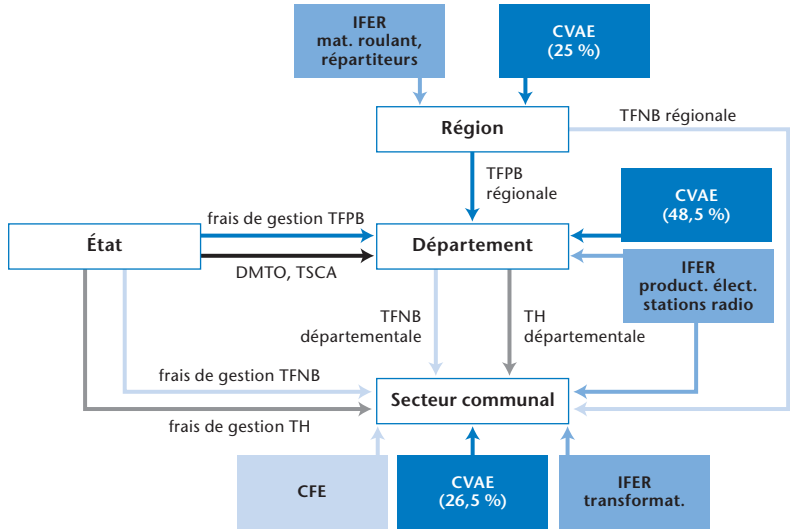 IFER
mat. roulant,
répartiteurs
CVAE
(25 %)
Région
TFNB régionale
TFPB
régionale
CVAE
(48,5 %)
frais de gestion TFPB
État
Département
DMTO, TSCA
IFER
product. élect.
stations radio
TFNB
départementale
TH
départementale
frais de gestion TFNB
Secteur communal
frais de gestion TH
CFE
CVAE
(26,5 %)
IFER
transformat.